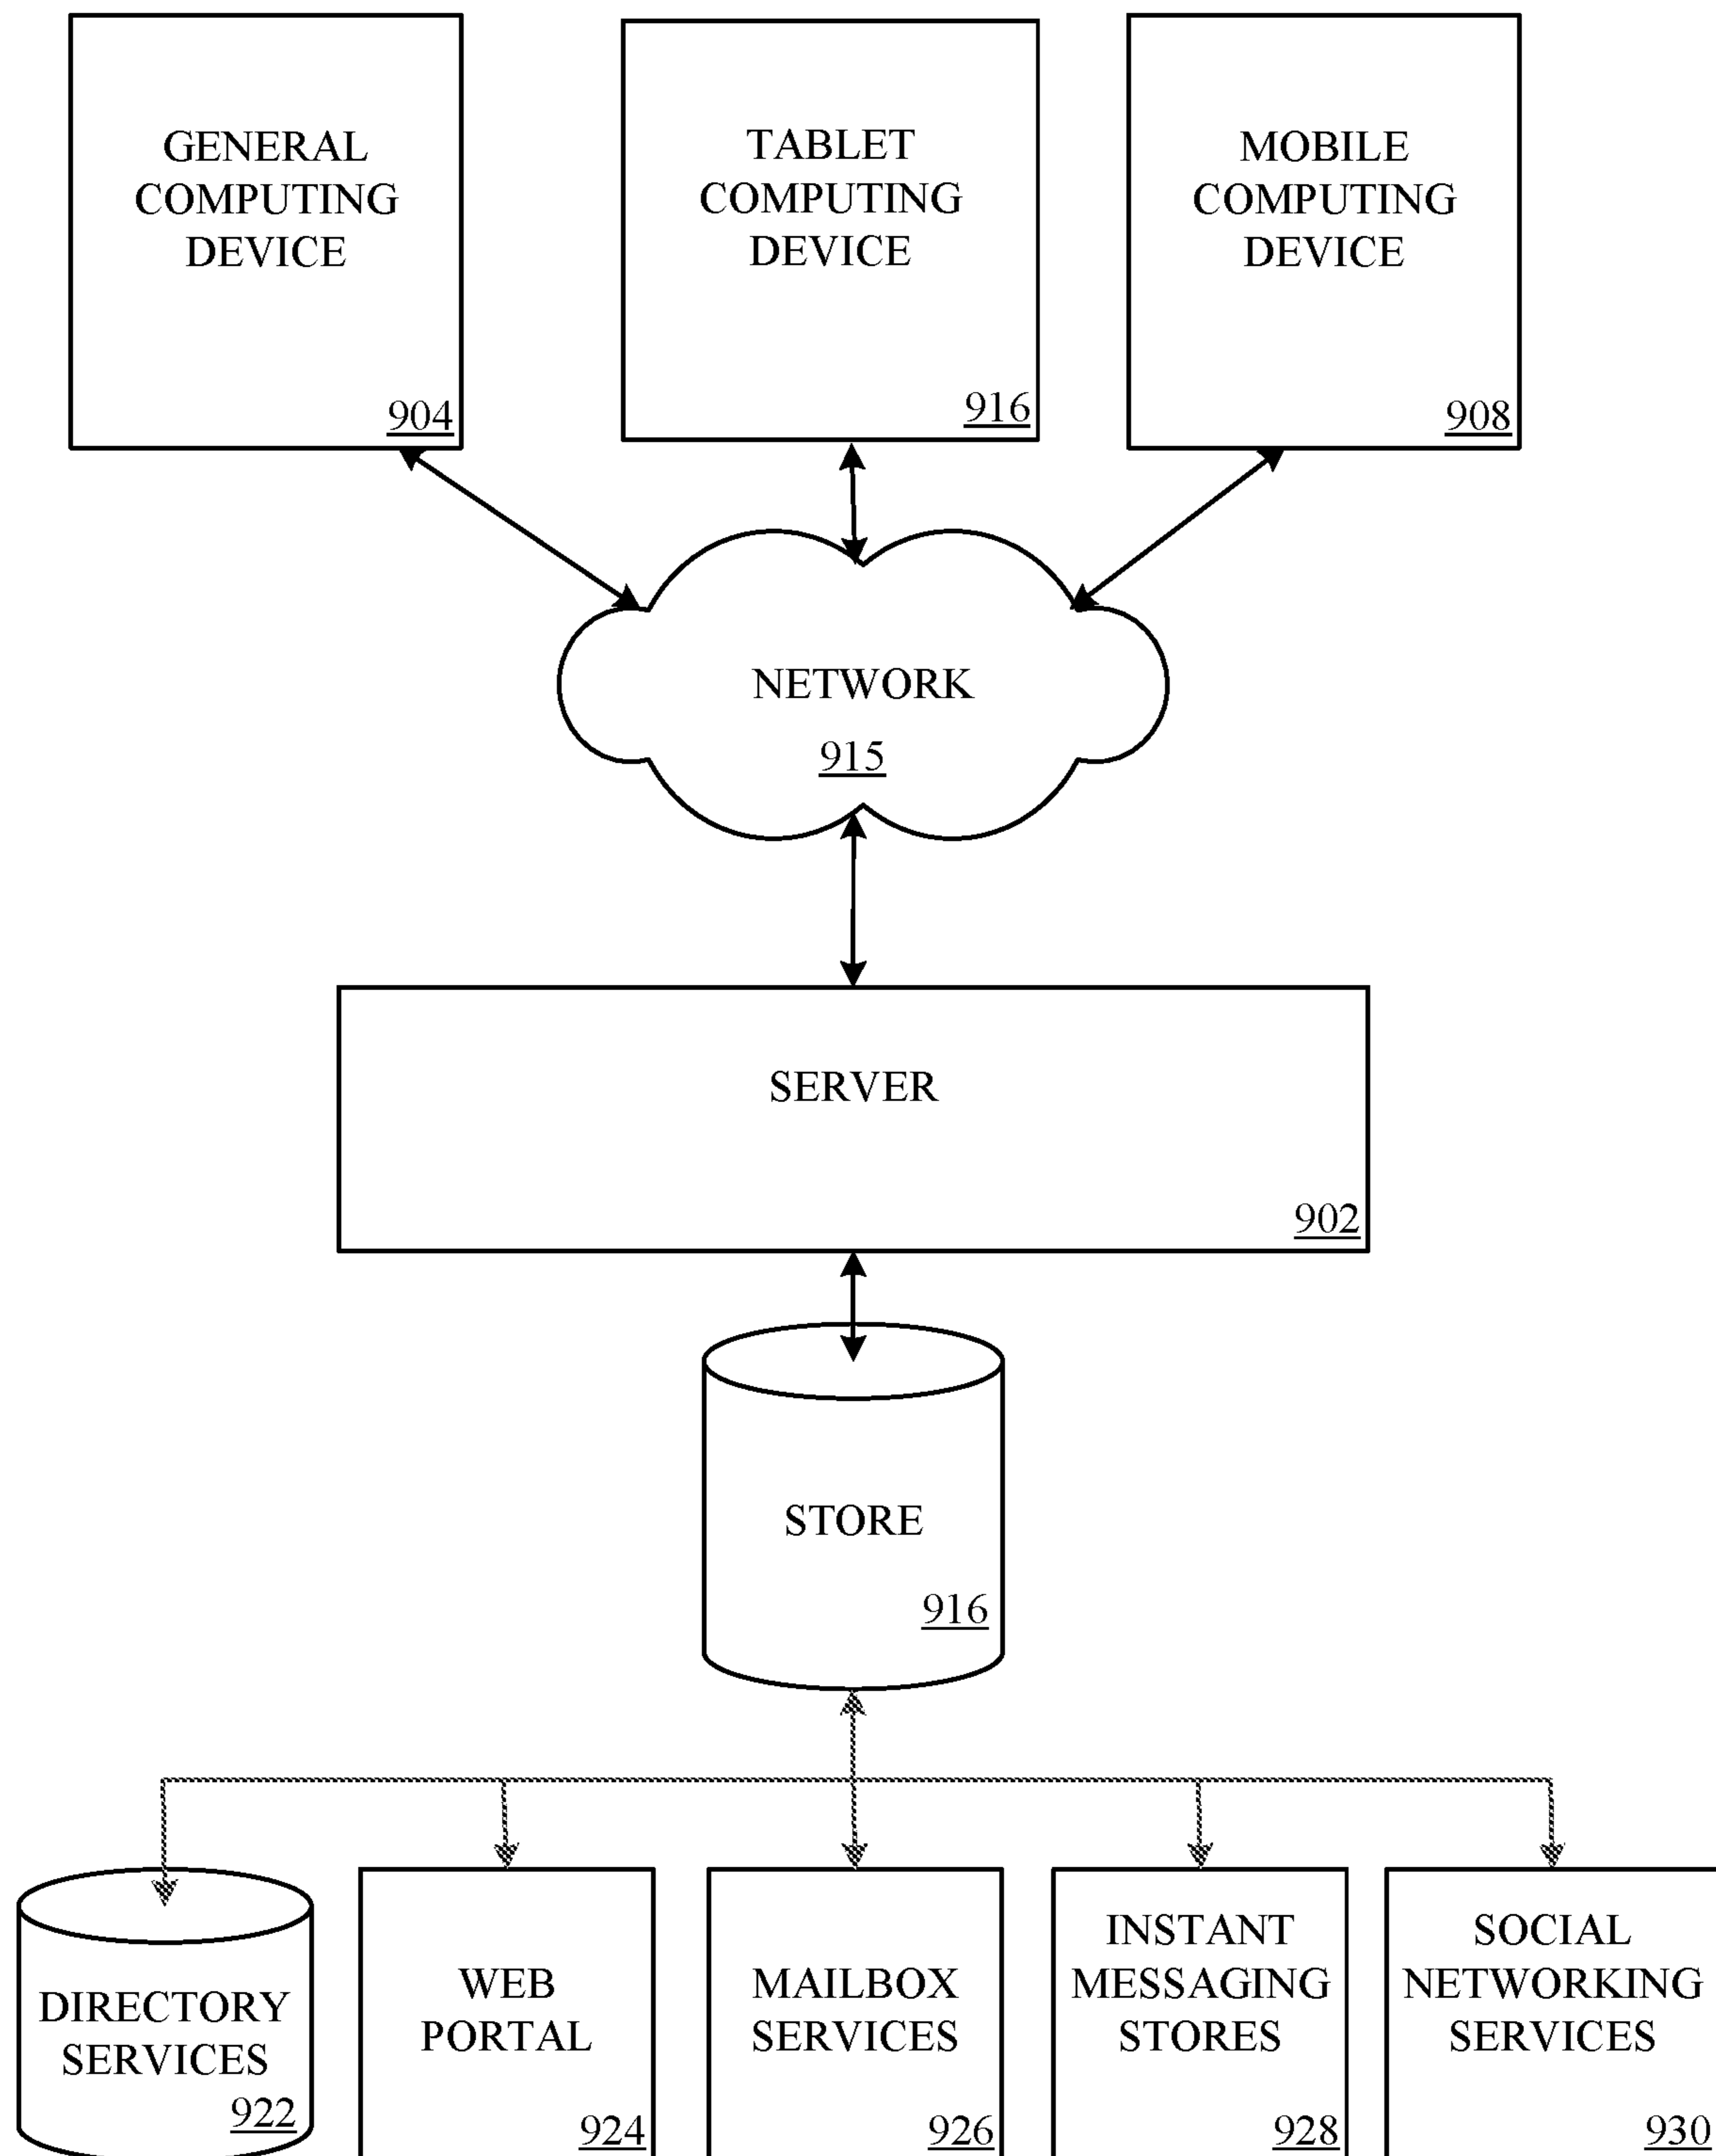 GENERAL
COMPUTING
DEVICE
904
TABLET
COMPUTING
DEVICE
916
MOBILE
COMPUTING
DEVICE
908
NETWORK
915
SERVER
902
STORE
916
DIRECTORY
SERVICES
922
WEB
PORTAL
924
MAILBOX
SERVICES
926
INSTANT
MESSAGING
STORES
928
SOCIAL
NETWORKING
SERVICES
930